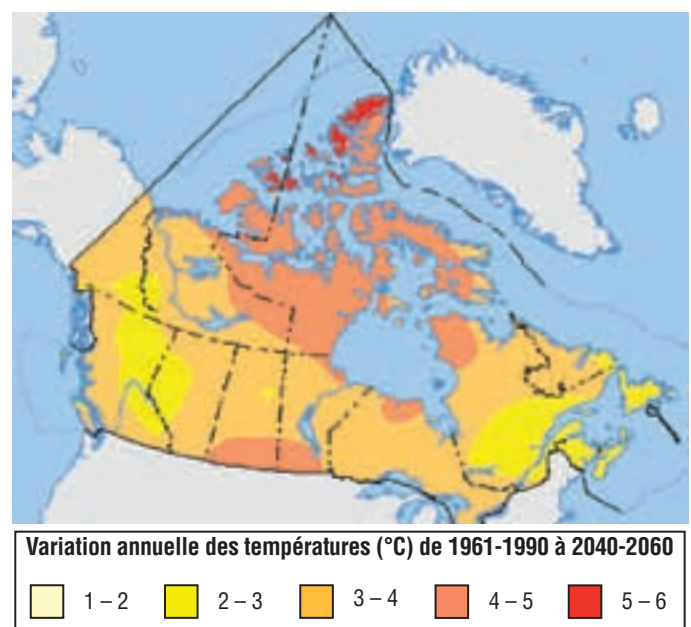 Variation annuelle des températures (°C) de 1961-1990 à 2040-2060
1 – 2 2 – 3 3 – 4 4 – 5 5 – 6